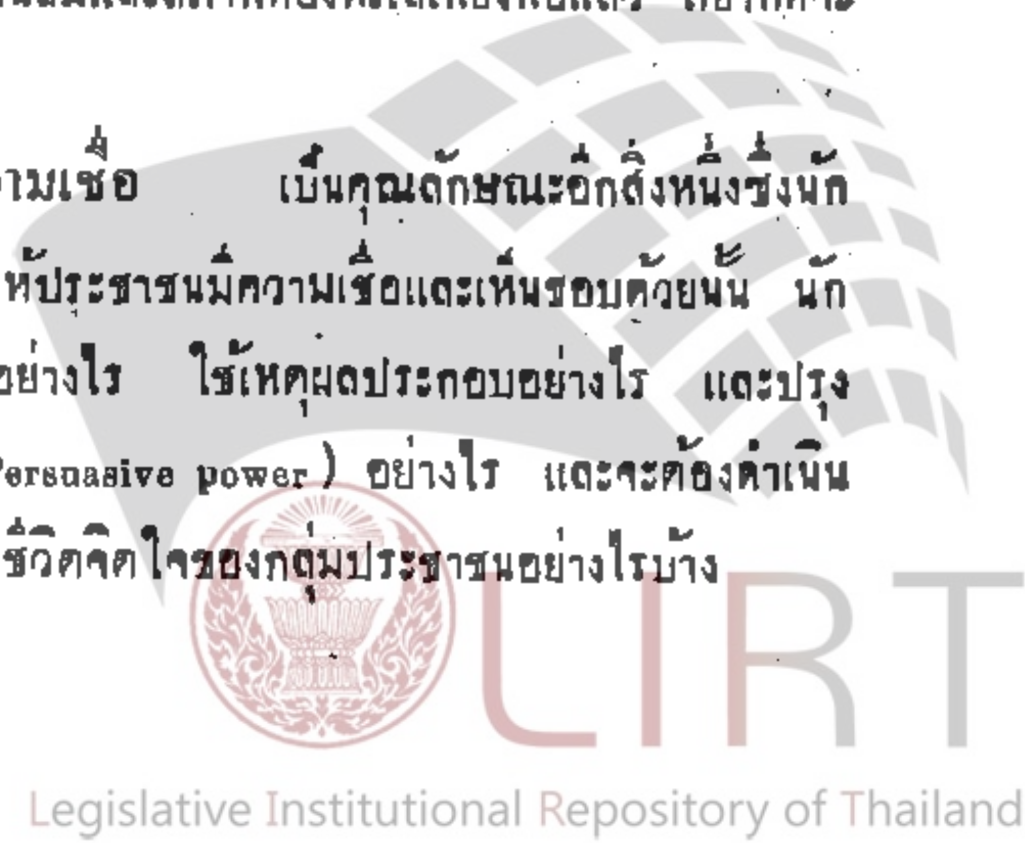 ามเชื่อ เป็นคุณลักษณะอีกสิ่งหนึ่งซึ่งนัก
ห้ประชาชนมีความเชื่อและเห็นชอบด้วยนั้น นัก
อย่างไร ใช้เหตุผลประกอบอย่างไร และปรุง
Persuasive power) อย่างไร และจะต้องดำเนิน
ชีวิตจิตใจของกลุ่มประชาชนอย่างไรบ้าง
LIRT
Legislative Institutional Repository of Thailand